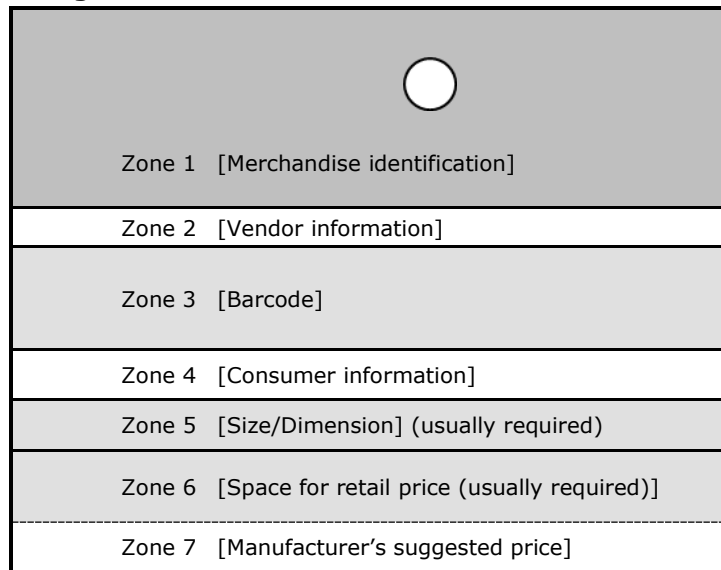 Zone 1 [Merchandise identification]
Zone 2 [Vendor information]
Zone 3 [Barcode]
Zone 4 [Consumer information]
Zone 5 [Size/Dimension] (usually required)
Zone 6 [Space for retail price (usually required)]
Zone 7 [Manufacturer’s suggested price]